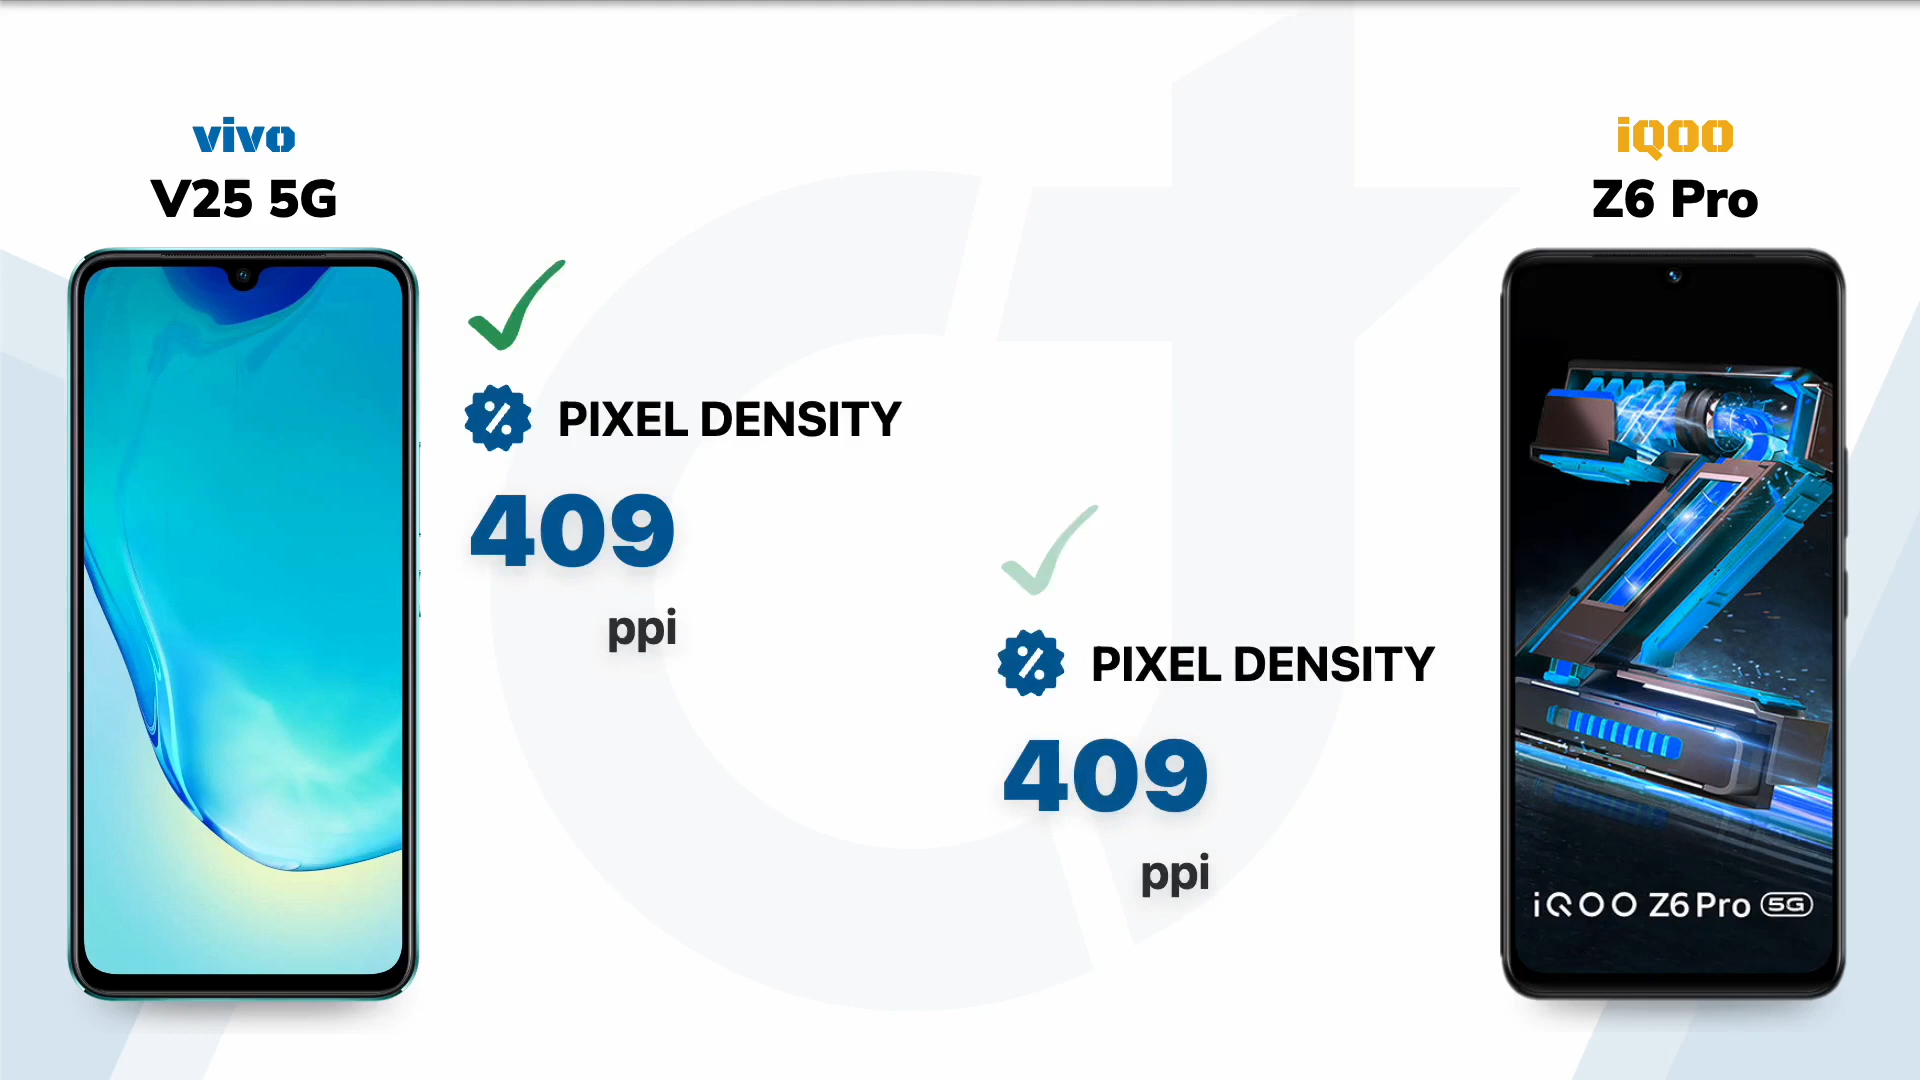 vivo
V25 5G
PIXEL DENSITY
409
ppi
iQOO
Z6 Pro
PIXEL DENSITY
409
ppi
iQOO Z6 Pro 5G